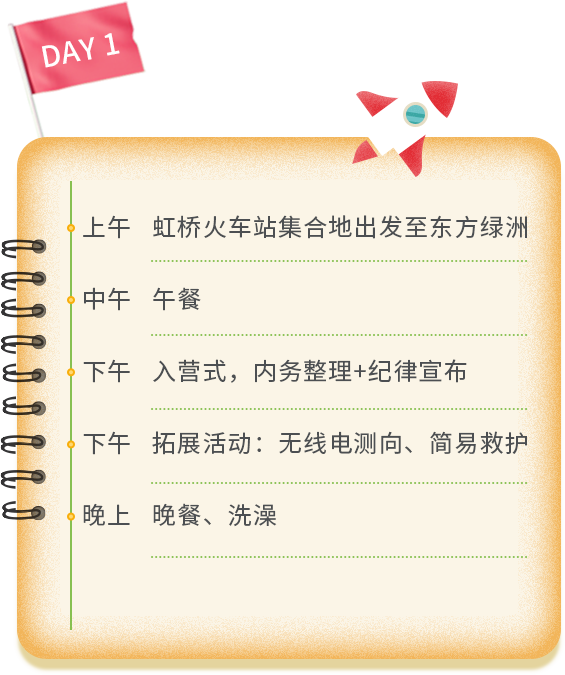 DAY 1
上午 虹桥火车站集合地出发至东方绿洲
中午 午餐
下午 入营式，内务整理+纪律宣布
下午 拓展活动：无线电测向、简易救护
晚上 晚餐、洗澡